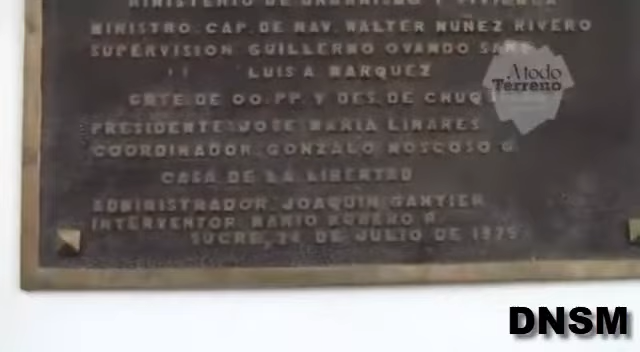 MINISTERIO DE URBANISMO Y VIVIENDA
MINISTRO. CAP. DE NAV. WALTER NUÑEZ RIVERO
SUPERVISION GUILLERMO OVANDO
LUIS A. MARQUEZ
GRTE. DE OO. PP. Y DES. DE CHUQ
PRESIDENTE: JOSE MARIA LINARES
COORDINADOR. GONZALO MOSCOSO G.
CASA DE LA LIBERTAD
ADMINISTRADOR. JOAQUIN GANTIER
INTERVENTOR. MARIO ROMERO R.
SUCRE, 24 DE JULIO DE 1975
A todo
Terreno
DNSM